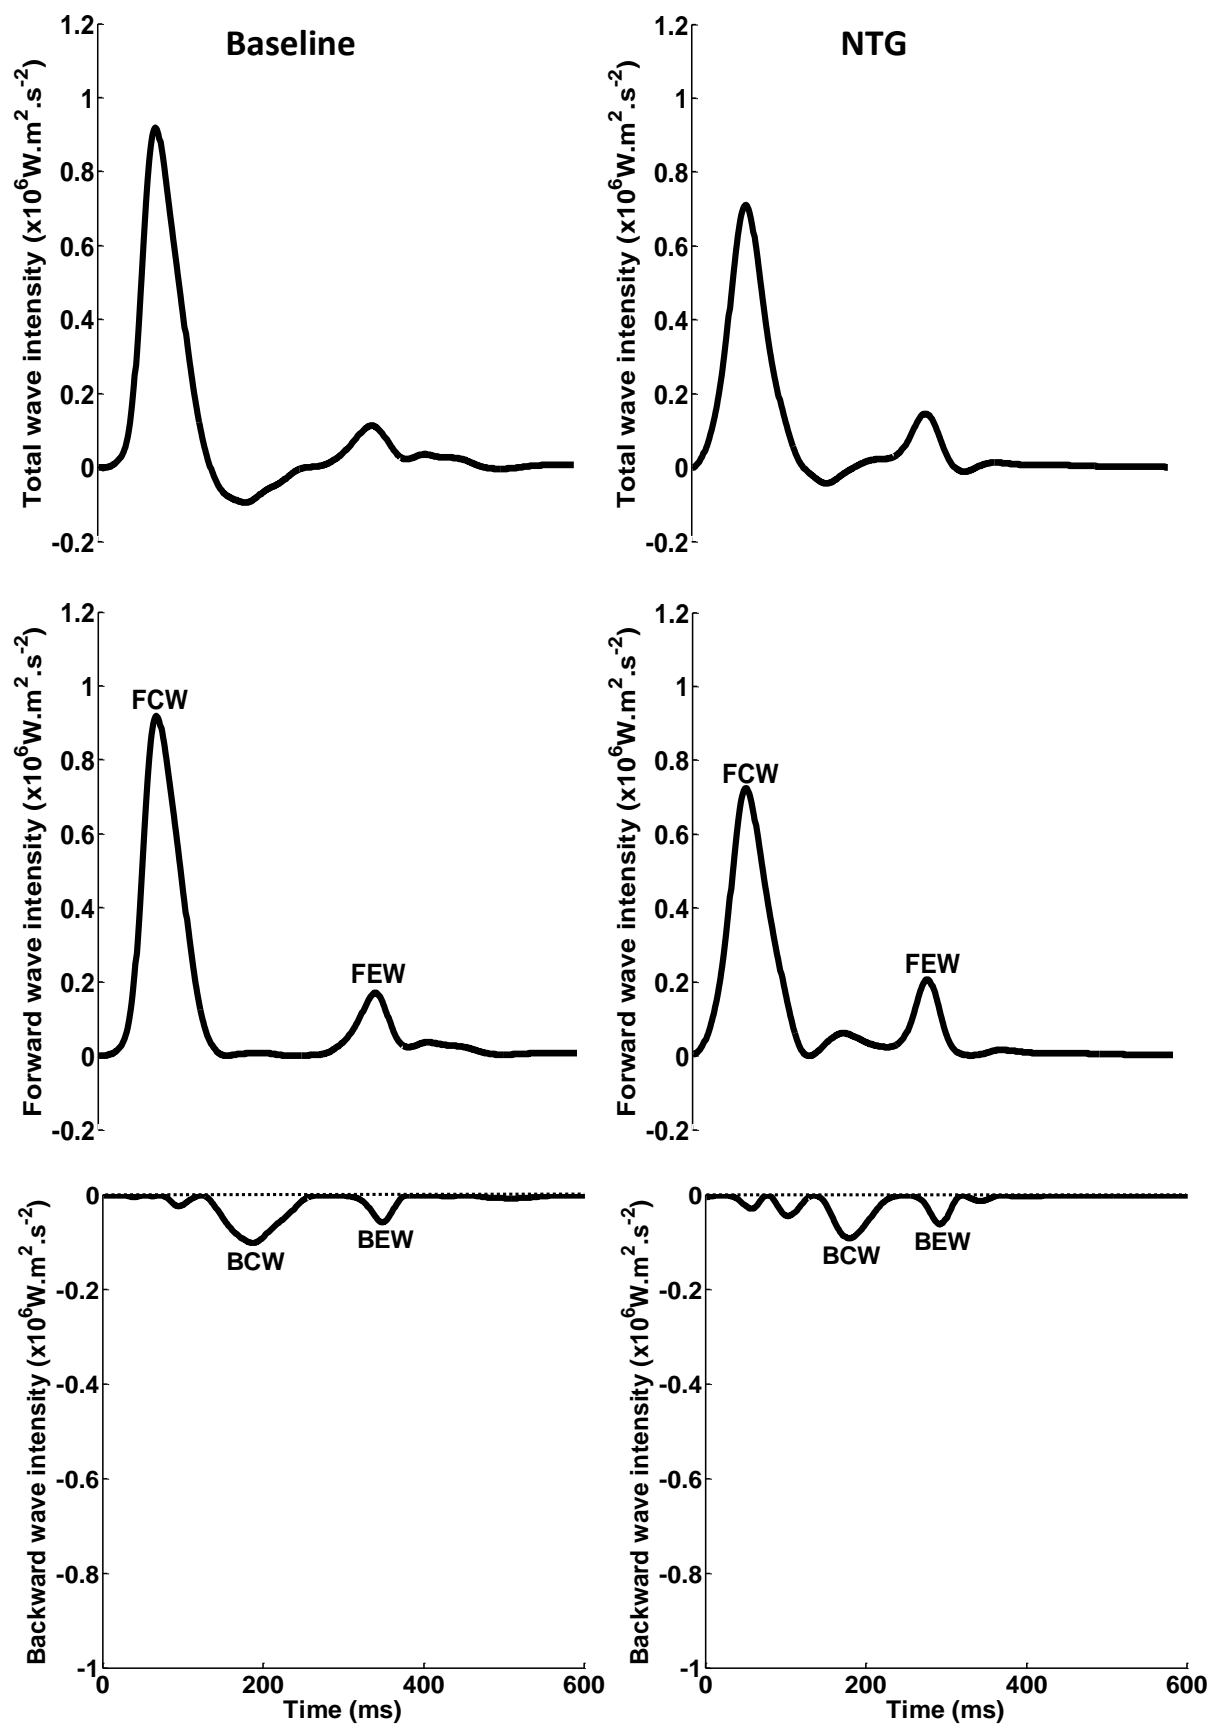 Baseline
NTG
Total wave intensity (x10⁶W.m².s⁻²)
1.2
1
0.8
0.6
0.4
0.2
0
-0.2
Total wave intensity (x10⁶W.m².s⁻²)
1.2
1
0.8
0.6
0.4
0.2
0
-0.2
Forward wave intensity (x10⁶W.m².s⁻²)
1.2
1
0.8
0.6
0.4
0.2
0
-0.2
FCW
FEW
Forward wave intensity (x10⁶W.m².s⁻²)
1.2
1
0.8
0.6
0.4
0.2
0
-0.2
FCW
FEW
Backward wave intensity (x10⁶W.m².s⁻²)
0
-0.2
-0.4
-0.6
-0.8
-1
BCW
BEW
0 200 400 600
Time (ms)
Backward wave intensity (x10⁶W.m².s⁻²)
0
-0.2
-0.4
-0.6
-0.8
-1
BCW
BEW
0 200 400 600
Time (ms)